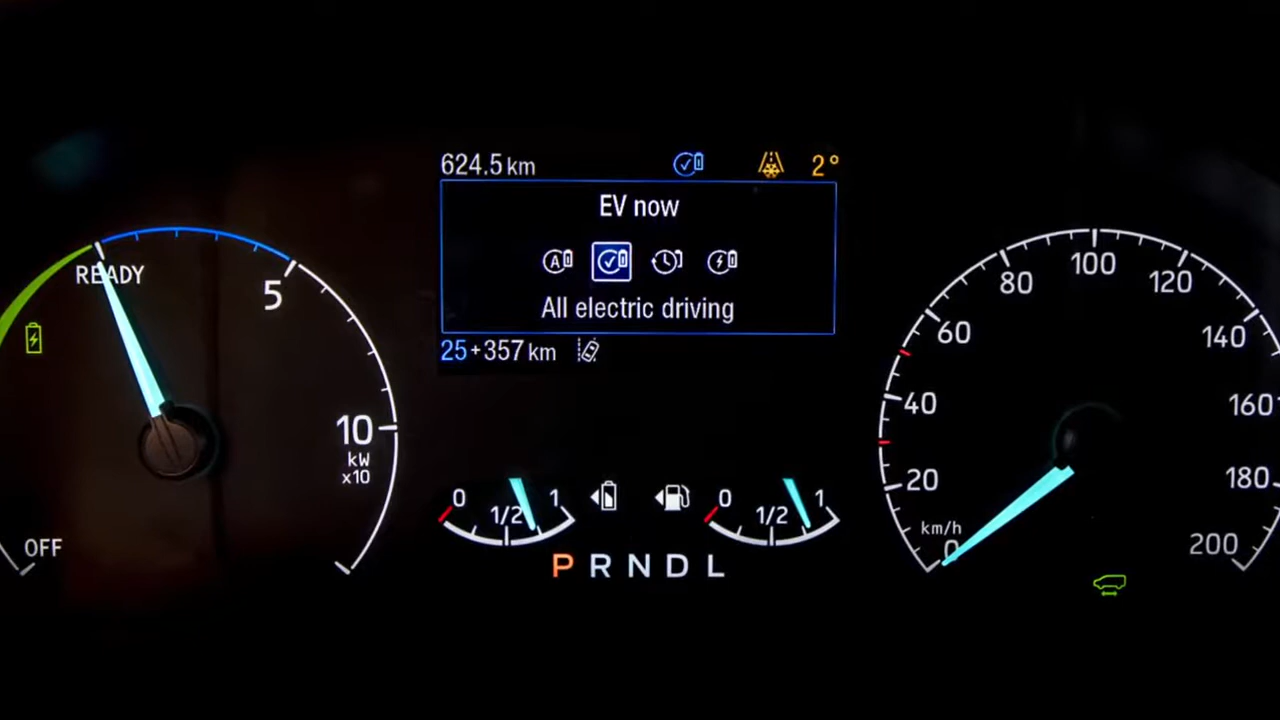 624.5 km 2°
EV now
All electric driving
25+357 km
READY
5
10
kW
x10
OFF
0 1/2 1
0 1/2 1
P R N D L
0
20
40
60
80
100
120
140
160
180
200
km/h